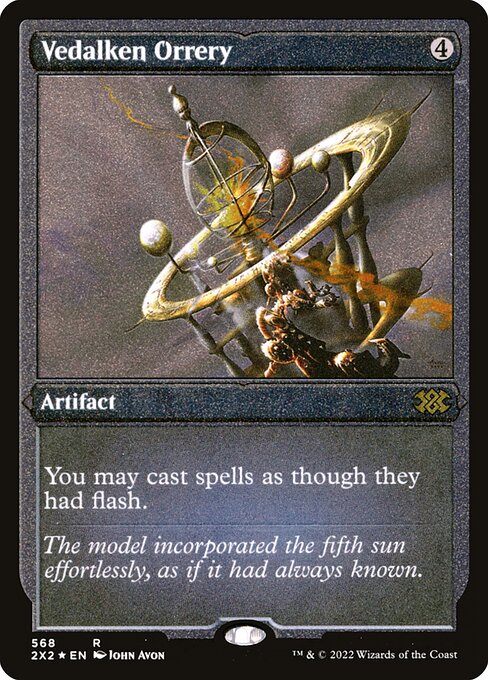 Vedalken Orrery 4
Artifact
You may cast spells as though they
had flash.
The model incorporated the fifth sun
effortlessly, as if it had always known.
568 R
2X2 ★ EN John Avon ™ & © 2022 Wizards of the Coast